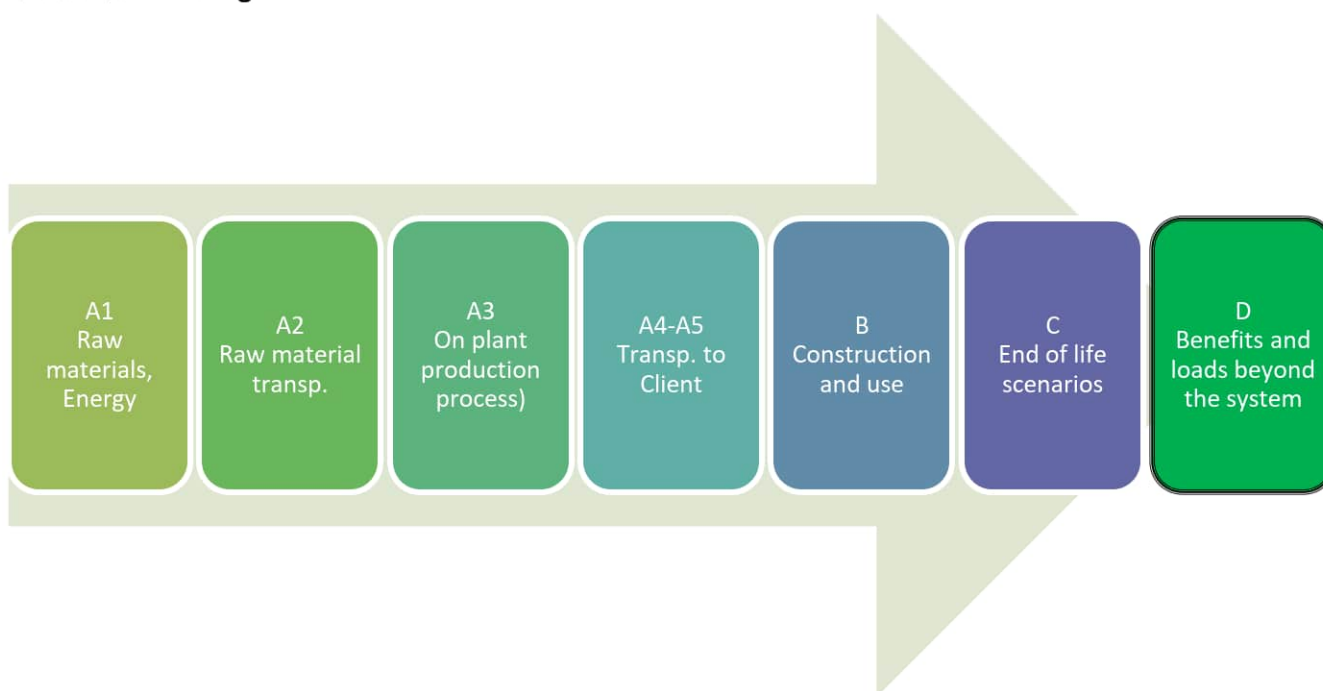 A1
Raw
materials,
Energy
A2
Raw material
transp.
A3
On plant
production
process)
A4-A5
Transp. to
Client
B
Construction
and use
C
End of life
scenarios
D
Benefits and
loads beyond
the system